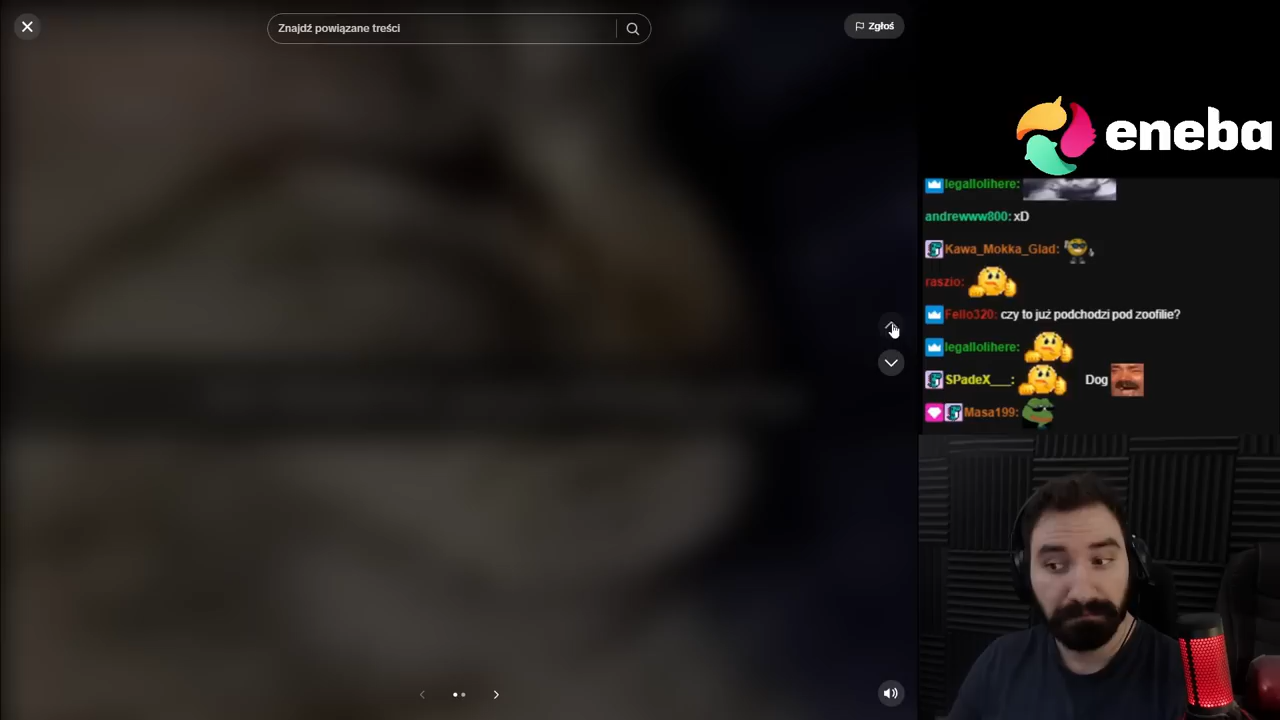 Znajdź powiązane treści
Zgłoś
eneba
legallolihere:
andrewww800: xD
Kawa_Mokka_Glad:
raszio:
Fello320: czy to już podchodzi pod zoofilie?
legallolihere:
SPadeX___: Dog
Masa199: